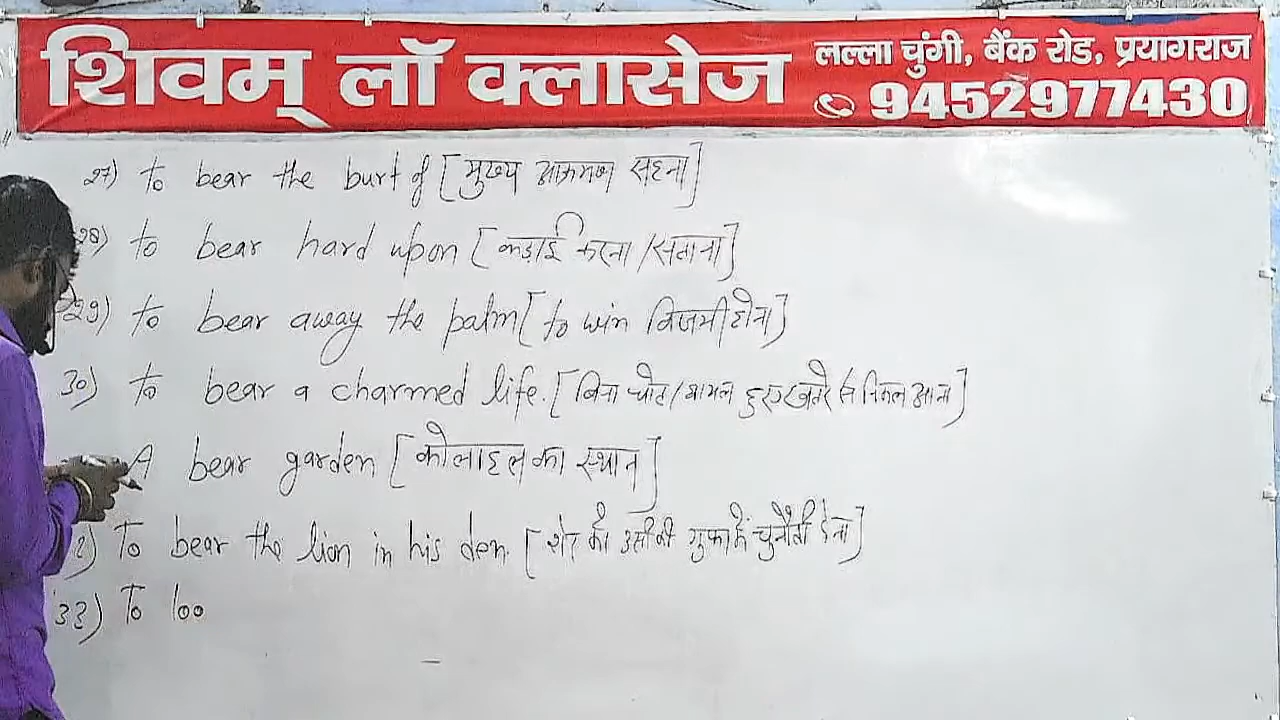 शिवम् लॉ क्लासेज
लल्ला चुंगी, बैंक रोड, प्रयागराज
9452977430
27) To bear the burt of [मुख्य आक्रमण सहना]
28) To bear hard upon [कड़ाई करना/सताना]
29) To bear away the palm [to win विजयी होना]
30) To bear a charmed life. [बिना चोट/घायल हुए खतरे से निकल आना]
A bear garden [कोलाहल का स्थान]
2) To bear the lion in his den [शेर को उसी की गुफा में चुनौती देना]
33) To loo